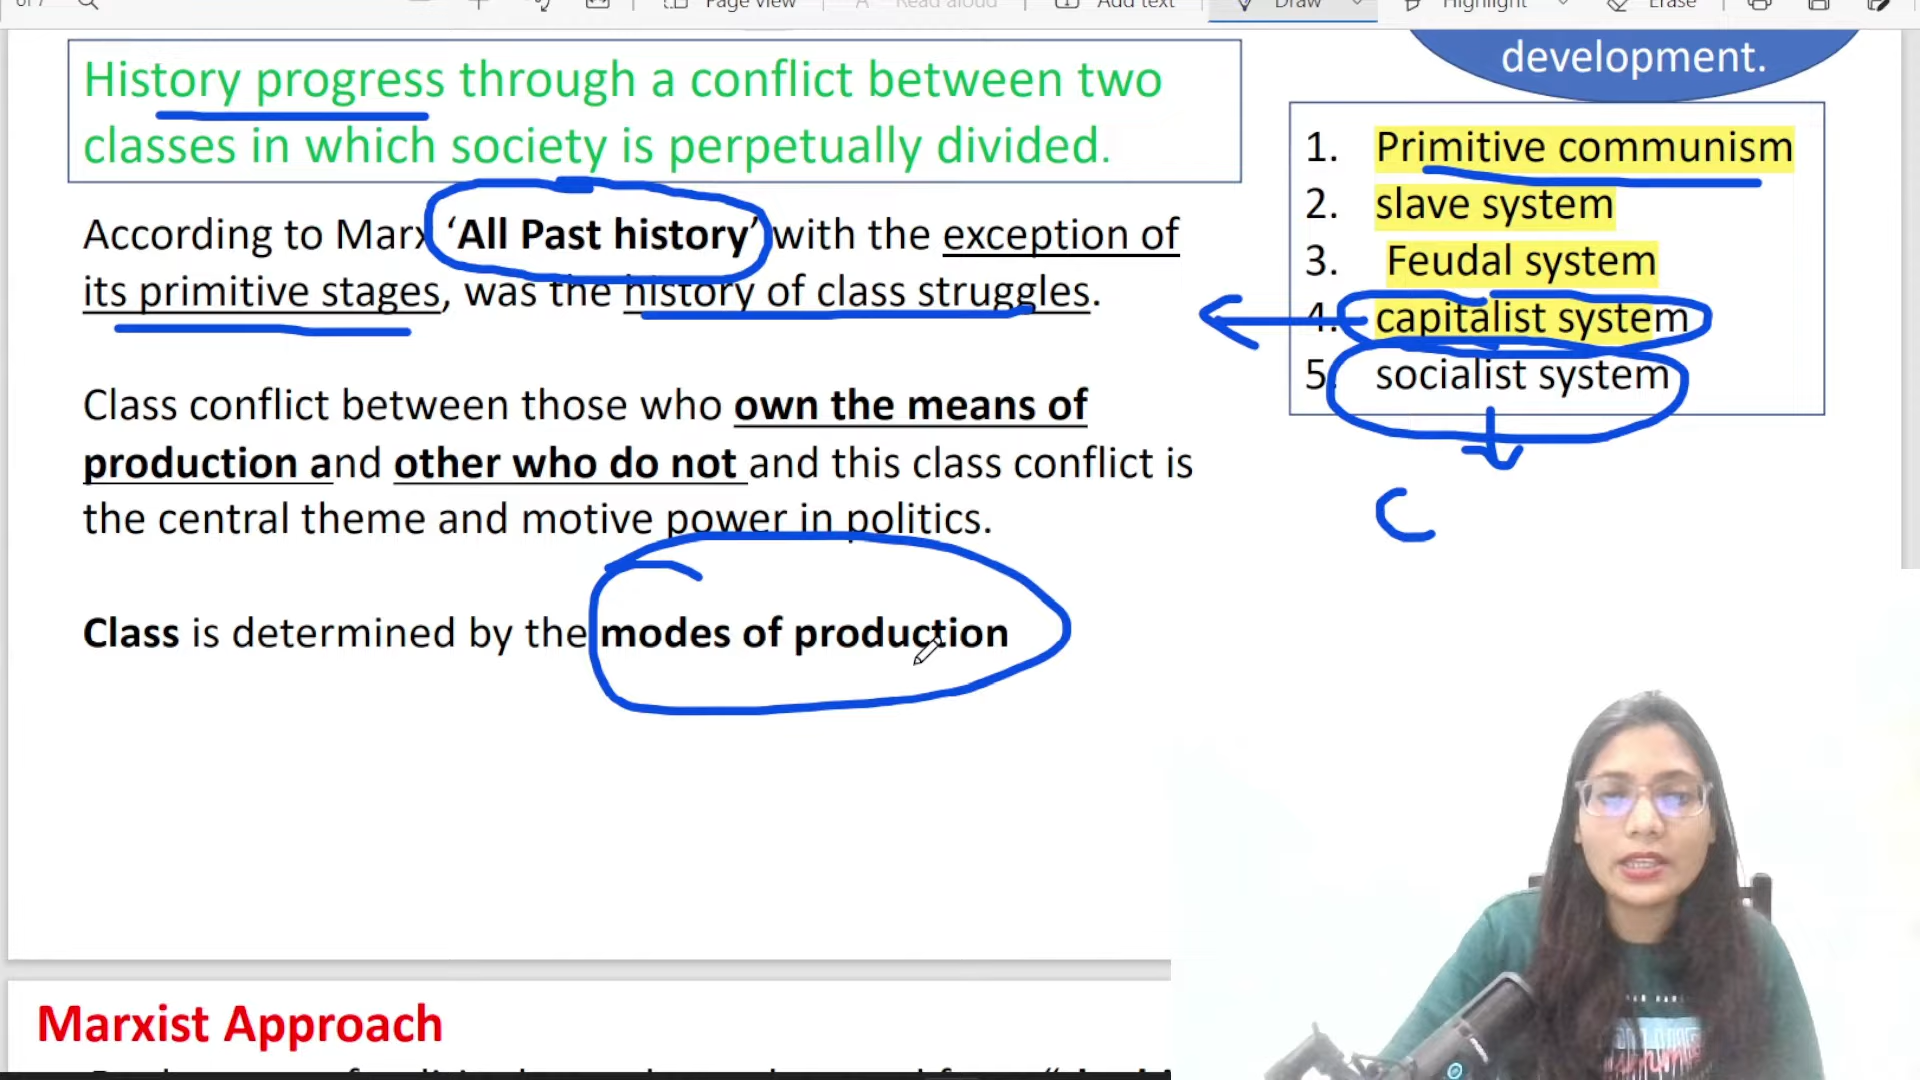 Page view
Read aloud
Add text
Draw
Highlight
Erase
development.
History progress through a conflict between two
classes in which society is perpetually divided.
According to Marx ‘All Past history’ with the exception of
its primitive stages, was the history of class struggles.
Class conflict between those who own the means of
production and other who do not and this class conflict is
the central theme and motive power in politics.
Class is determined by the modes of production
1. Primitive communism
2. slave system
3. Feudal system
4. capitalist system
5. socialist system
C
Marxist Approach